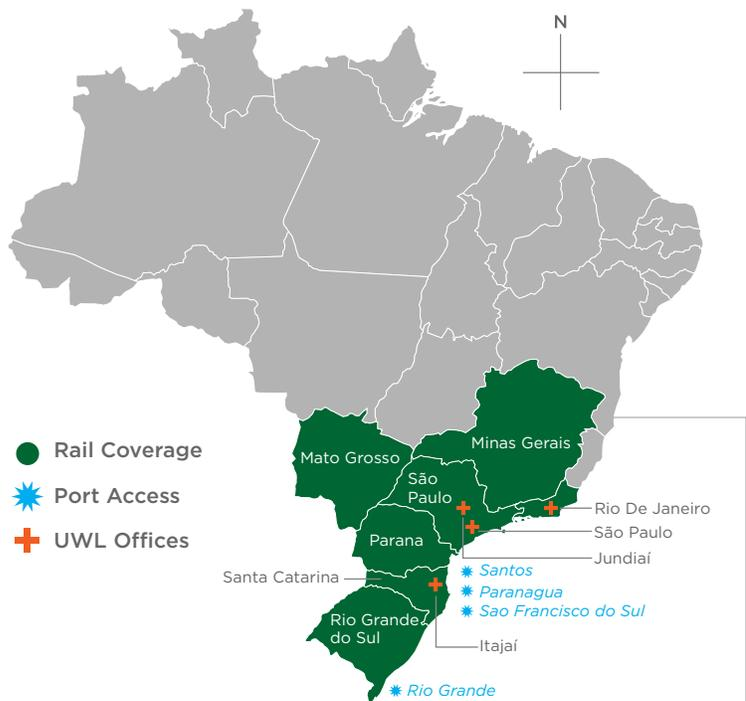 N
Mato Grosso
Minas Gerais
São
Paulo
Rail Coverage
Port Access
UWL Offices
Rio De Janeiro
São Paulo
Parana
Jundiaí
Santos
Santa Catarina
Paranagua
Sao Francisco do Sul
Rio Grande
do Sul
Itajaí
Rio Grande